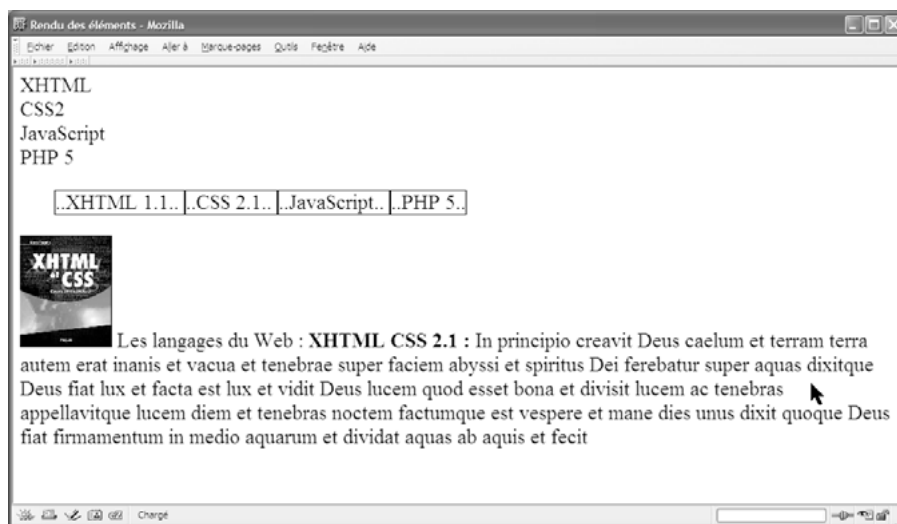 Rendu des éléments - Mozilla
Fichier Edition Affichage Aller à Marque-pages Outils Fenêtre Aide
XHTML
CSS2
JavaScript
PHP 5
..XHTML 1.1.. ..CSS 2.1.. ..JavaScript.. ..PHP 5..
XHTML
et CSS
Les langages du Web : XHTML CSS 2.1 : In principio creavit Deus caelum et terram terra
autem erat inanis et vacua et tenebrae super faciem abyssi et spiritus Dei ferebatur super aquas dixitque
Deus fiat lux et facta est lux et vidit Deus lucem quod esset bona et divisit lucem ac tenebras
appellavitque lucem diem et tenebras noctem factumque est vespere et mane dies unus dixit quoque Deus
fiat firmamentum in medio aquarum et dividat aquas ab aquis et fecit
Chargé